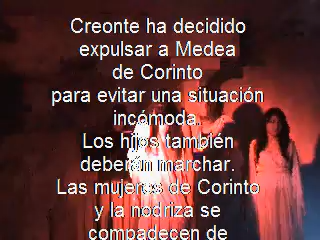 Creonte ha decidido
expulsar a Medea
de Corinto
para evitar una situación
incómoda.
Los hijos también
deberán marchar.
Las mujeres de Corinto
y la nodriza se
compadecen de